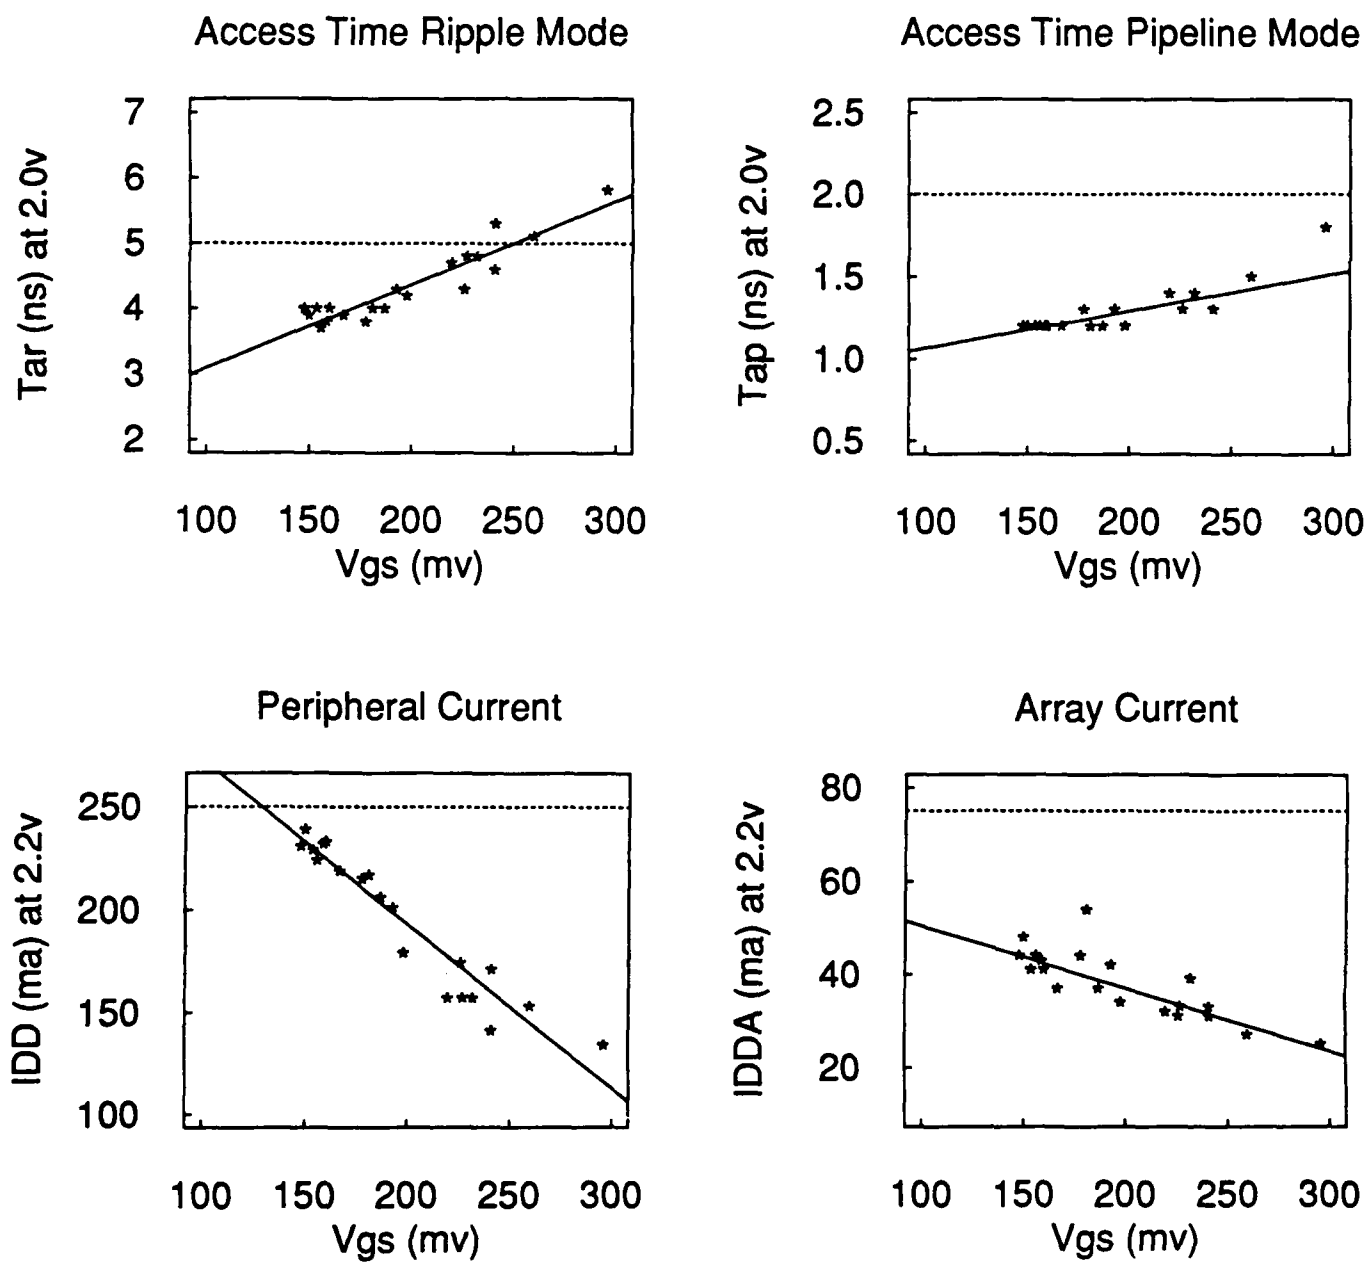 Access Time Ripple Mode
Access Time Pipeline Mode
Tar (ns) at 2.0v
7
6
5
4
3
2
100 150 200 250 300
Vgs (mv)
Tap (ns) at 2.0v
2.5
2.0
1.5
1.0
0.5
100 150 200 250 300
Vgs (mv)
Peripheral Current
Array Current
IDD (ma) at 2.2v
250
200
150
100
100 150 200 250 300
Vgs (mv)
IDDA (ma) at 2.2v
80
60
40
20
100 150 200 250 300
Vgs (mv)